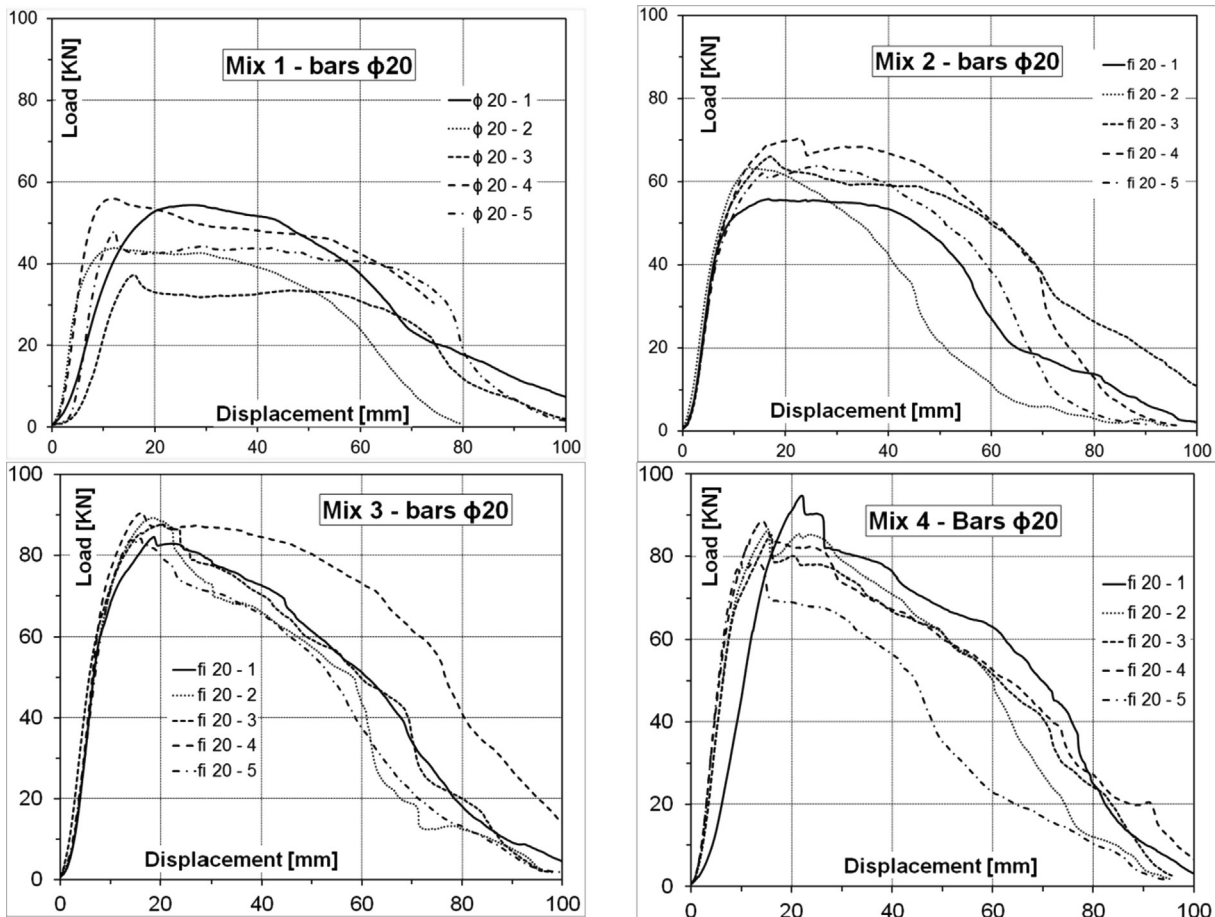 Mix 1 - bars ϕ20
Load [KN]
100
80
60
40
20
0
ϕ 20 - 1
ϕ 20 - 2
ϕ 20 - 3
ϕ 20 - 4
ϕ 20 - 5
Displacement [mm]
0 20 40 60 80 100
Mix 2 - bars ϕ20
Load [KN]
100
80
60
40
20
0
fi 20 - 1
fi 20 - 2
fi 20 - 3
fi 20 - 4
fi 20 - 5
Displacement [mm]
0 20 40 60 80 100
Mix 3 - bars ϕ20
Load [KN]
100
80
60
40
20
0
fi 20 - 1
fi 20 - 2
fi 20 - 3
fi 20 - 4
fi 20 - 5
Displacement [mm]
0 20 40 60 80 100
Mix 4 - Bars ϕ20
Load [KN]
100
80
60
40
20
0
fi 20 - 1
fi 20 - 2
fi 20 - 3
fi 20 - 4
fi 20 - 5
Displacement [mm]
0 20 40 60 80 100